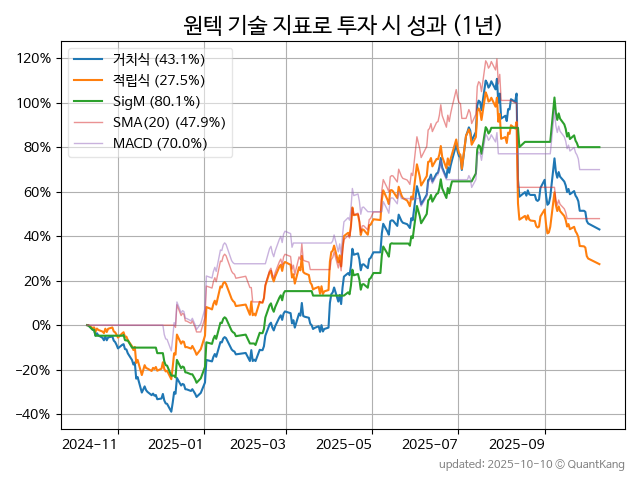 원텍 기술 지표로 투자 시 성과 (1년)
120%
100%
80%
60%
40%
20%
0%
−20%
−40%
거치식 (43.1%)
적립식 (27.5%)
SigM (80.1%)
SMA(20) (47.9%)
MACD (70.0%)
2024-11
2025-01
2025-03
2025-05
2025-07
2025-09
updated: 2025-10-10 © QuantKang